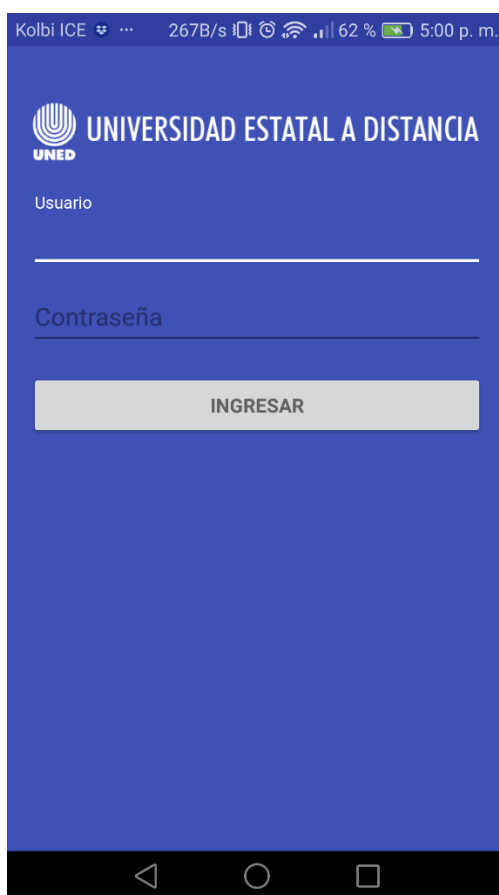 Kolbi ICE ··· 267B/s 62 % 5:00 p. m.
UNIVERSIDAD ESTATAL A DISTANCIA
UNED
Usuario
Contraseña
INGRESAR